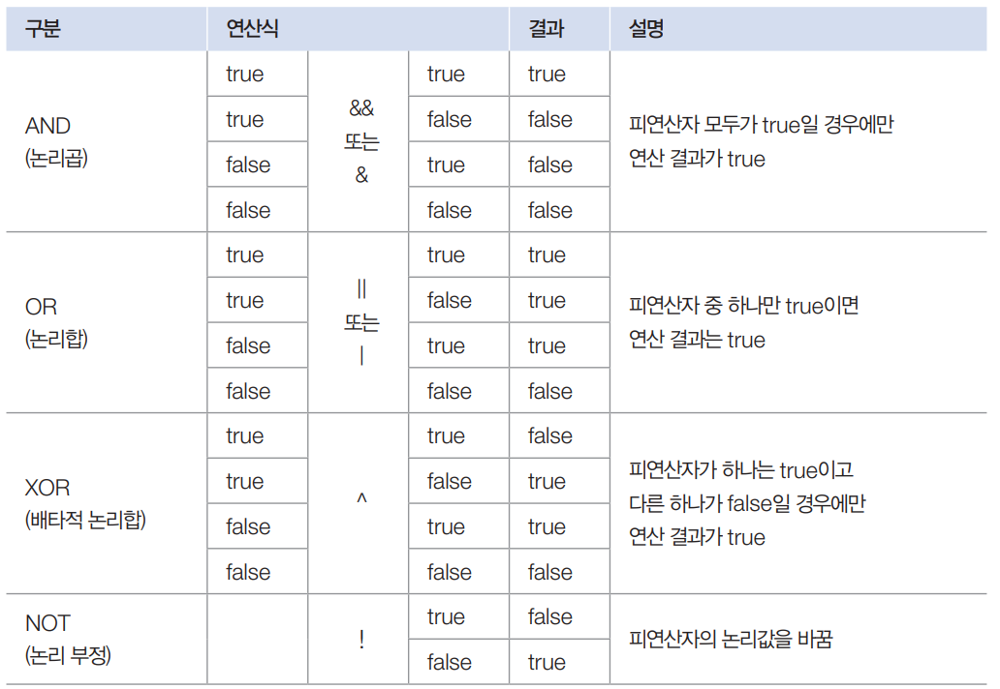 구분 연산식 결과 설명
AND
(논리곱)
true && 또는 & true true
true false false
false true false
false false false
피연산자 모두가 true일 경우에만
연산 결과가 true
OR
(논리합)
true || 또는 | true true
true false true
false true true
false false false
피연산자 중 하나만 true이면
연산 결과는 true
XOR
(배타적 논리합)
true ^ true false
true false true
false true true
false false false
피연산자가 하나는 true이고
다른 하나가 false일 경우에만
연산 결과가 true
NOT
(논리 부정)
! true false
false true
피연산자의 논리값을 바꿈